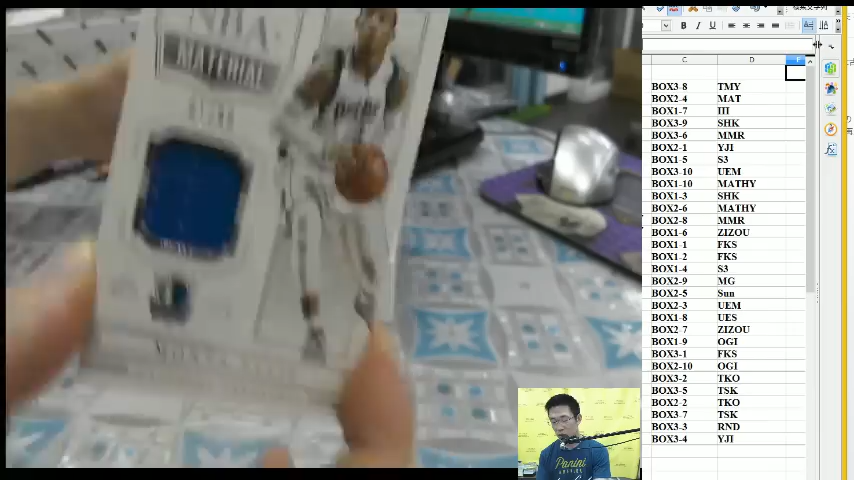 MATERIAL
Panini
C D
BOX3-8 TMY
BOX2-4 MAT
BOX1-7 III
BOX3-9 SHK
BOX3-6 MMR
BOX2-1 YJI
BOX1-5 S3
BOX3-10 UEM
BOX1-10 MATHY
BOX1-3 SHK
BOX2-6 MATHY
BOX2-8 MMR
BOX1-6 ZIZOU
BOX1-1 FKS
BOX1-2 FKS
BOX1-4 S3
BOX2-9 MG
BOX2-5 Sun
BOX2-3 UEM
BOX1-8 UES
BOX2-7 ZIZOU
BOX1-9 OGI
BOX3-1 FKS
BOX2-10 OGI
BOX3-2 TKO
BOX3-5 TSK
BOX2-2 TKO
BOX3-7 TSK
BOX3-3 RND
BOX3-4 YJI